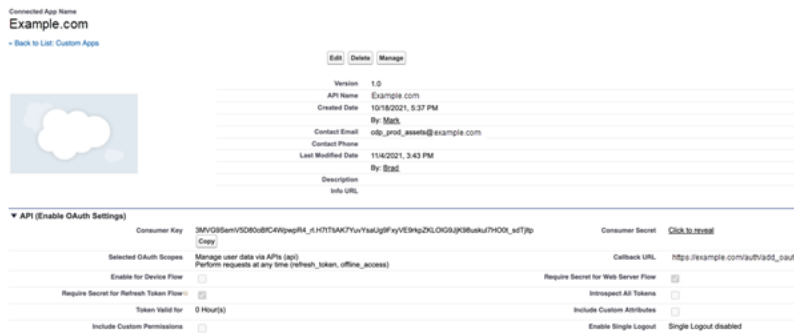 Connected App Name
Example.com
« Back to List: Custom Apps
Edit Delete Manage
Version 1.0
API Name Example.com
Created Date 10/18/2021, 5:37 PM
By: Mark
Contact Email cdp_prod_assets@example.com
Contact Phone
Last Modified Date 11/4/2021, 3:43 PM
By: Brad
Description
Info URL
▼ API (Enable OAuth Settings)
Consumer Key Consumer Secret Click to reveal
Copy
Selected OAuth Scopes Manage user data via APIs (api) Callback URL https://example.com/auth/add_oaut
Perform requests at any time (refresh_token, offline_access)
Enable for Device Flow Require Secret for Web Server Flow
Require Secret for Refresh Token Flow Introspect All Tokens
Token Valid for 0 Hour(s) Include Custom Attributes
Include Custom Permissions Enable Single Logout Single Logout disabled